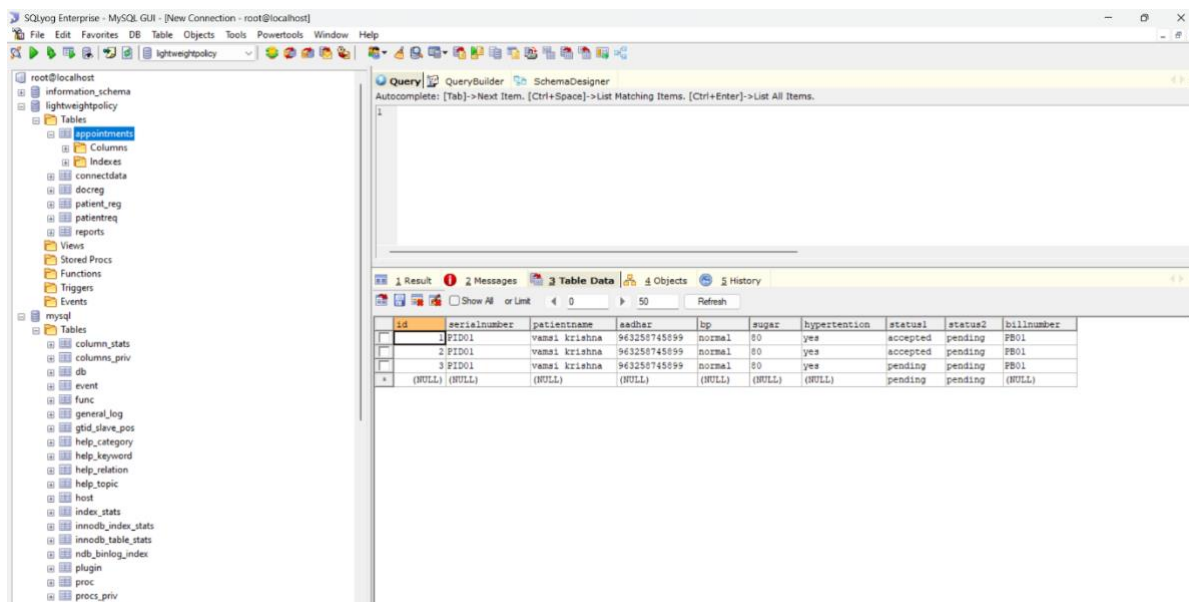 SQLyog Enterprise - MySQL GUI - [New Connection - root@localhost]
File Edit Favorites DB Table Objects Tools Powertools Window Help
lightweightpolicy
root@localhost
information_schema
lightweightpolicy
Tables
appointments
Columns
Indexes
connectdata
docreg
patient_reg
patientreq
reports
Views
Stored Procs
Functions
Triggers
Events
mysql
Tables
column_stats
columns_priv
db
event
func
general_log
gtid_slave_pos
help_category
help_keyword
help_relation
help_topic
host
index_stats
innodb_index_stats
innodb_table_stats
ndb_binlog_index
plugin
proc
procs_priv
Query QueryBuilder SchemaDesigner
Autocomplete: [Tab]->Next Item. [Ctrl+Space]->List Matching Items. [Ctrl+Enter]->List All Items.
1
1 Result 2 Messages 3 Table Data 4 Objects 5 History
Show All or Limit 0 50 Refresh
id serialnumber patientname aadhar bp sugar hypertention status1 status2 billnumber
1 PID01 vamsi krishna 963258745899 normal 80 yes accepted pending PB01
2 PID01 vamsi krishna 963258745899 normal 80 yes accepted pending PB01
3 PID01 vamsi krishna 963258745899 normal 80 yes pending pending PB01
* (NULL) (NULL) (NULL) (NULL) (NULL) (NULL) (NULL) pending pending (NULL)